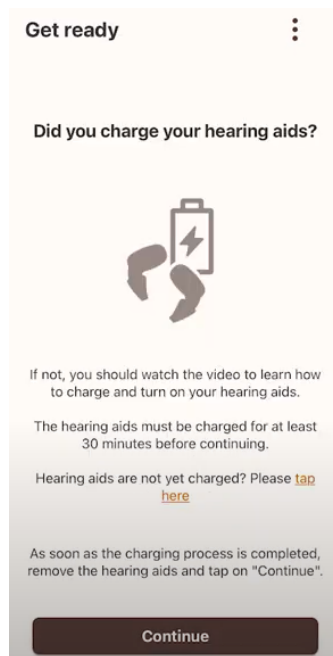 Get ready
Did you charge your hearing aids?
If not, you should watch the video to learn how
to charge and turn on your hearing aids.
The hearing aids must be charged for at least
30 minutes before continuing.
Hearing aids are not yet charged? Please tap
here
As soon as the charging process is completed,
remove the hearing aids and tap on "Continue".
Continue